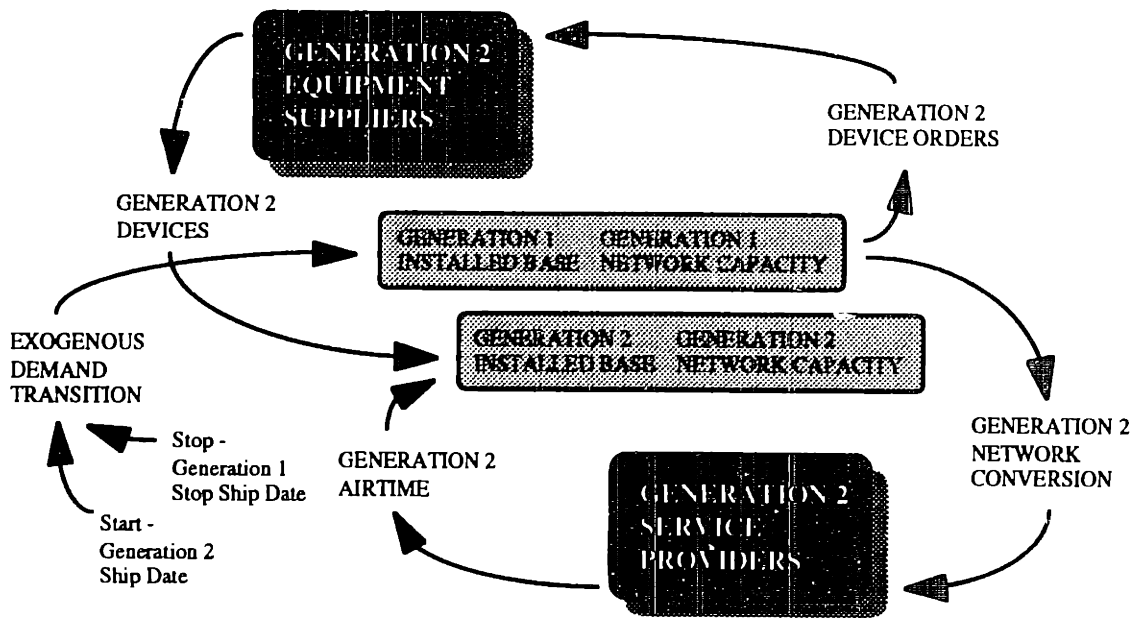 GENERATION 2
EQUIPMENT
SUPPLIERS
GENERATION 2
DEVICE ORDERS
GENERATION 2
DEVICES
GENERATION 1 GENERATION 1
INSTALLED BASE NETWORK CAPACITY
GENERATION 2 GENERATION 2
INSTALLED BASE NETWORK CAPACITY
EXOGENOUS
DEMAND
TRANSITION
Stop -
Generation 1
Stop Ship Date
Start -
Generation 2
Ship Date
GENERATION 2
AIRTIME
GENERATION 2
SERVICE
PROVIDERS
GENERATION 2
NETWORK
CONVERSION